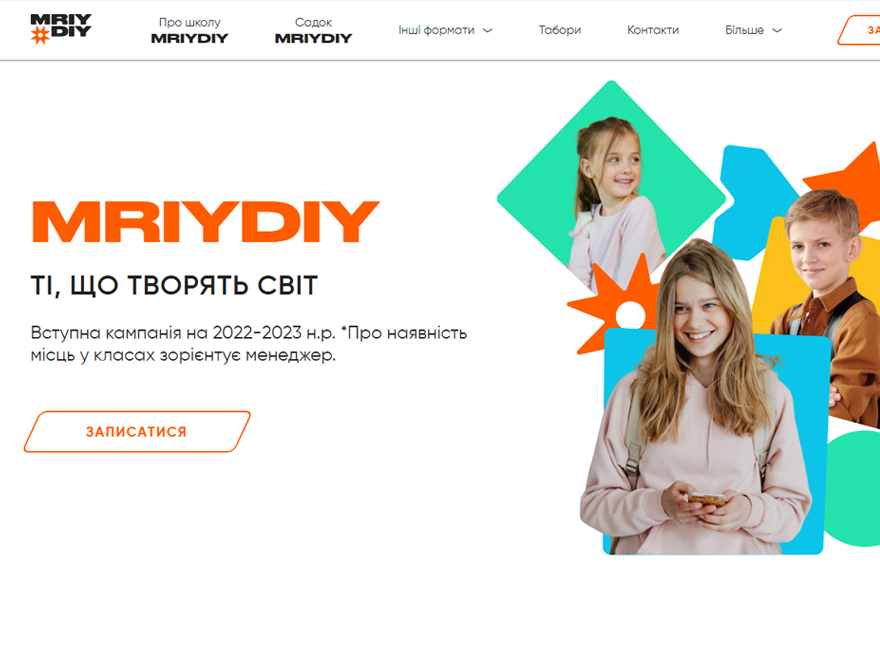 MRIY
DIY
Про школу
MRIYDIY
Садок
MRIYDIY
Інші формати
Табори
Контакти
Більше
ЗА
MRIYDIY
ТІ, ЩО ТВОРЯТЬ СВІТ
Вступна кампанія на 2022-2023 н.р. *Про наявність
місць у класах зорієнтує менеджер.
ЗАПИСАТИСЯ